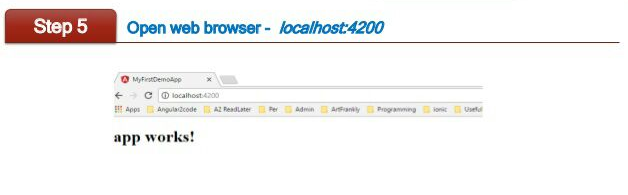 Step 5
Open web browser - localhost:4200
MyFirstDemoApp
localhost:4200
Apps Angular2code A2 ReadLater Per Admin ArtFrankly Programming ionic Useful
app works!